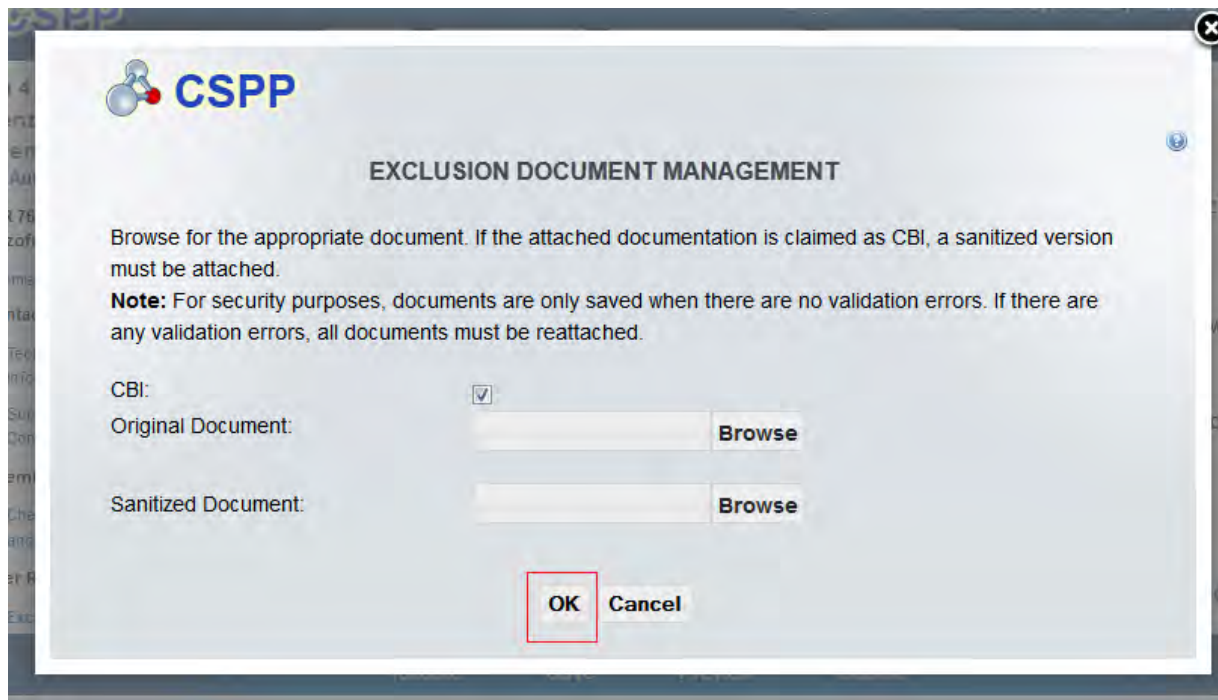 CSPP
EXCLUSION DOCUMENT MANAGEMENT
Browse for the appropriate document. If the attached documentation is claimed as CBI, a sanitized version
must be attached.
Note: For security purposes, documents are only saved when there are no validation errors. If there are
any validation errors, all documents must be reattached.
CBI:
Original Document:
Browse
Sanitized Document:
Browse
OK Cancel